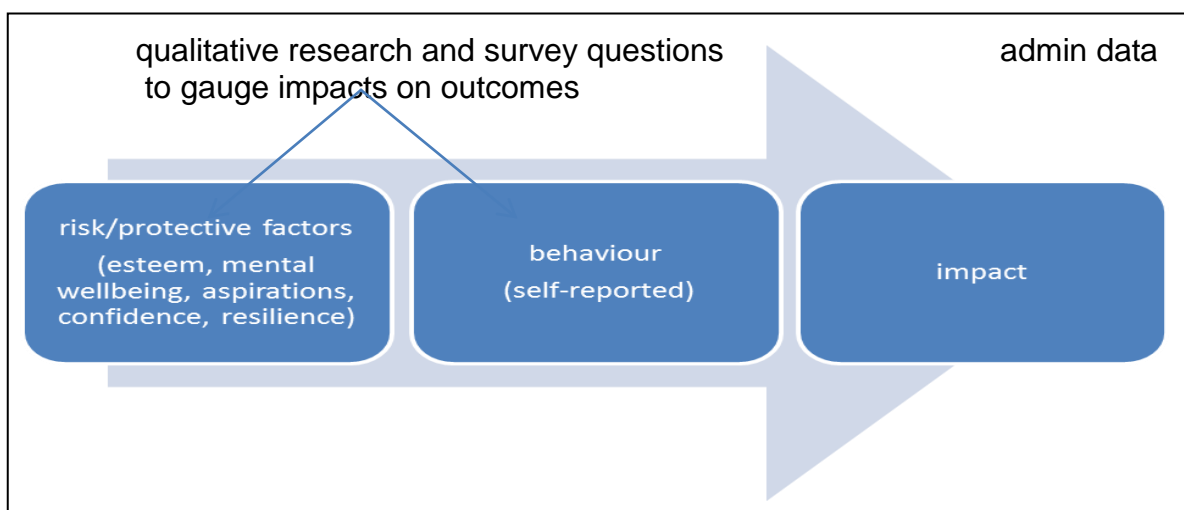 qualitative research and survey questions
to gauge impacts on outcomes
admin data
risk/protective factors
(esteem, mental
wellbeing, aspirations,
confidence, resilience)
behaviour
(self-reported)
impact